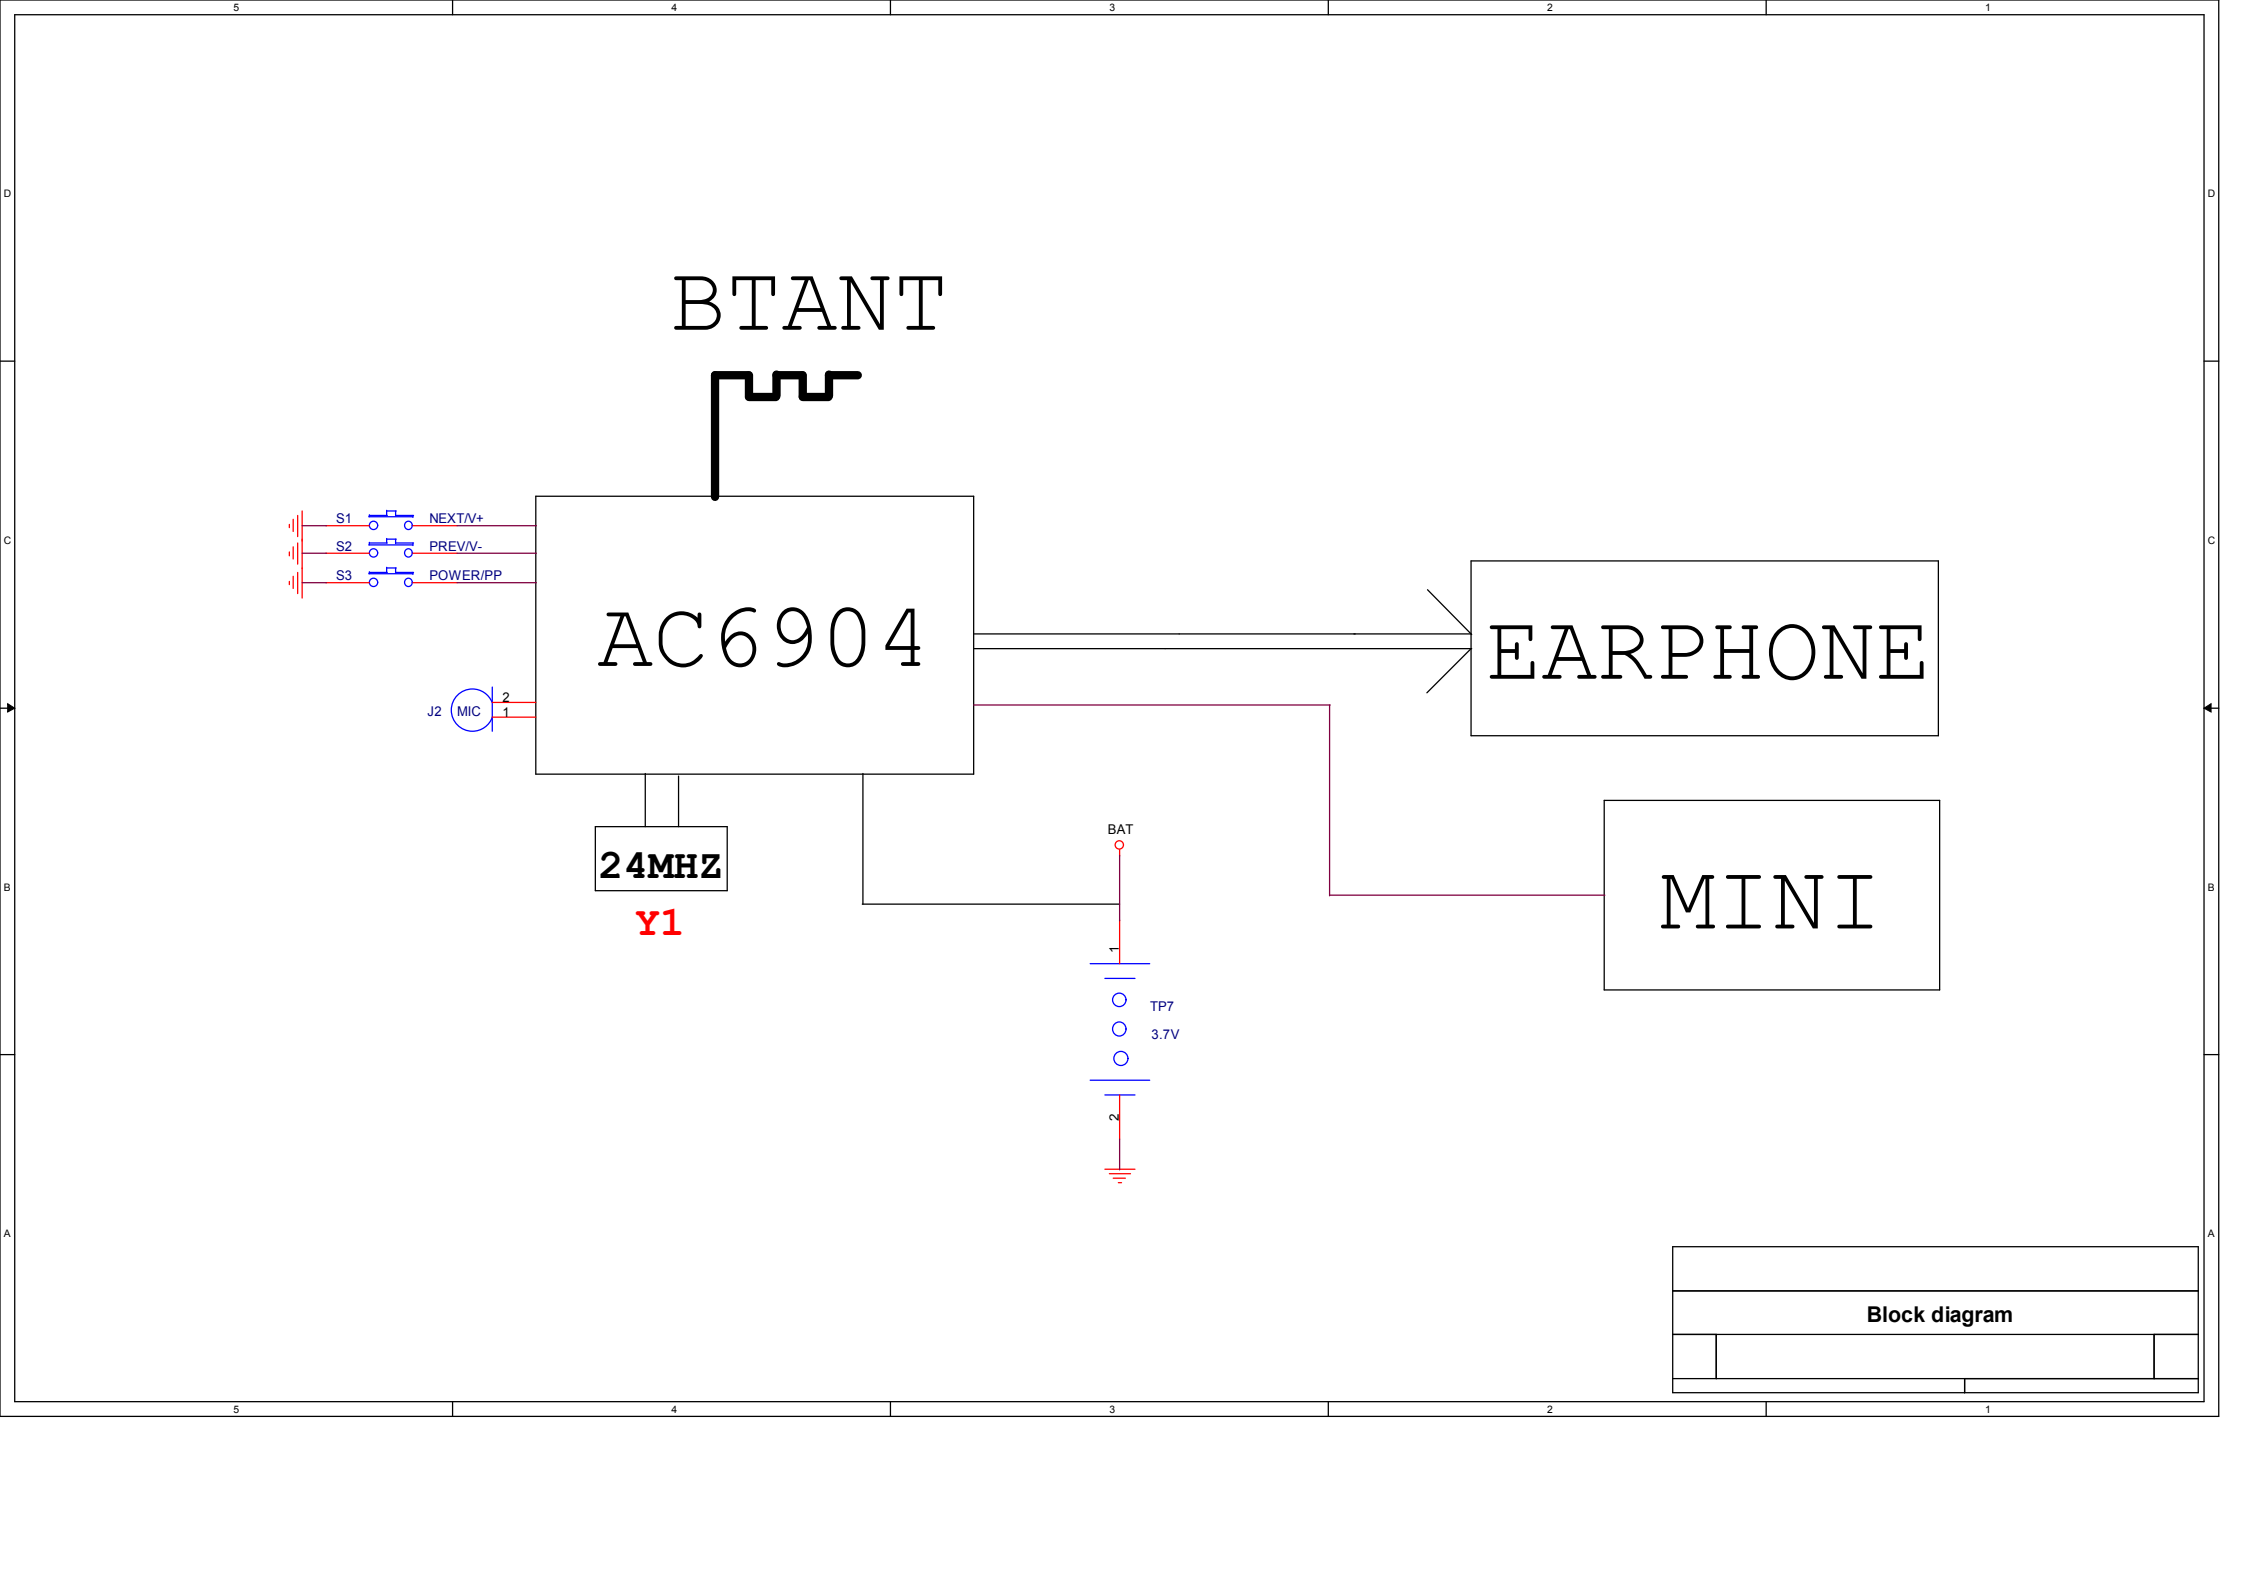 5 4 3 2 1
D D
BTANT
S1 NEXT/V+
S2 PREV/V-
S3 POWER/PP
C C
AC6904
EARPHONE
J2 MIC 2
1
BAT
24MHZ
Y1
B B
MINI
1
TP7
3.7V
2
A A
Block diagram
5 4 3 2 1